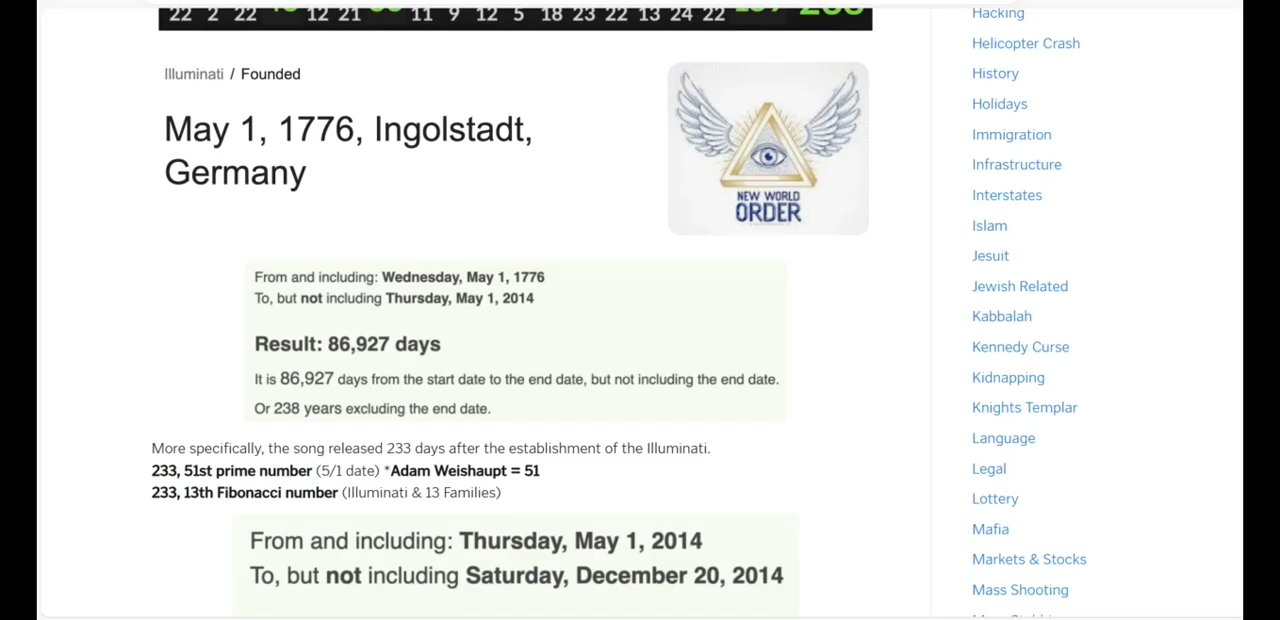 22 2 22 12 21 11 9 12 5 18 23 22 13 24 22
Illuminati / Founded
May 1, 1776, Ingolstadt,
Germany
NEW WORLD
ORDER
From and including: Wednesday, May 1, 1776
To, but not including Thursday, May 1, 2014
Result: 86,927 days
It is 86,927 days from the start date to the end date, but not including the end date.
Or 238 years excluding the end date.
More specifically, the song released 233 days after the establishment of the Illuminati.
233, 51st prime number (5/1 date) *Adam Weishaupt = 51
233, 13th Fibonacci number (Illuminati & 13 Families)
From and including: Thursday, May 1, 2014
To, but not including Saturday, December 20, 2014
Hacking
Helicopter Crash
History
Holidays
Immigration
Infrastructure
Interstates
Islam
Jesuit
Jewish Related
Kabbalah
Kennedy Curse
Kidnapping
Knights Templar
Language
Legal
Lottery
Mafia
Markets & Stocks
Mass Shooting